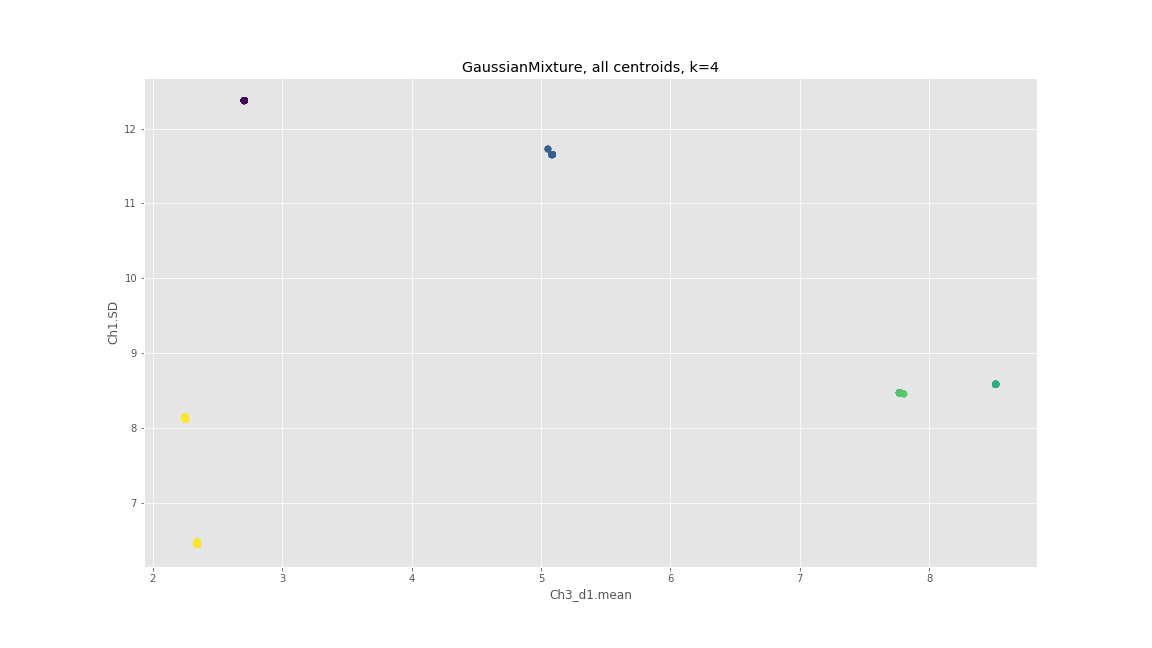 GaussianMixture, all centroids, k=4
12
11
10
9
8
7
Ch1.SD
2 3 4 5 6 7 8
Ch3_d1.mean